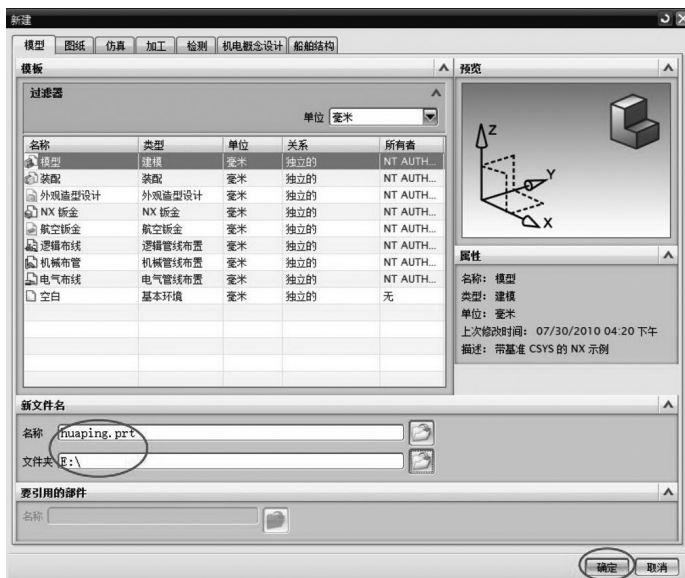 新建
模型 图纸 仿真 加工 检测 机电概念设计 船舶结构
模板
过滤器
单位 毫米
名称 类型 单位 关系 所有者
模型 建模 毫米 独立的 NT AUTH...
装配 装配 毫米 独立的 NT AUTH...
外观造型设计 外观造型设计 毫米 独立的 NT AUTH...
NX 钣金 NX 钣金 毫米 独立的 NT AUTH...
航空钣金 航空钣金 毫米 独立的 NT AUTH...
逻辑布线 逻辑管线布置 毫米 独立的 NT AUTH...
机械布管 机械管线布置 毫米 独立的 NT AUTH...
电气布线 电气管线布置 毫米 独立的 NT AUTH...
空白 基本环境 毫米 独立的 无
预览
Z
Y
X
属性
名称: 模型
类型: 建模
单位: 毫米
上次修改时间: 07/30/2010 04:20 下午
描述: 带基准 CSYS 的 NX 示例
新文件名
名称 huaping.prt
文件夹 E:\
要引用的部件
名称
确定 取消